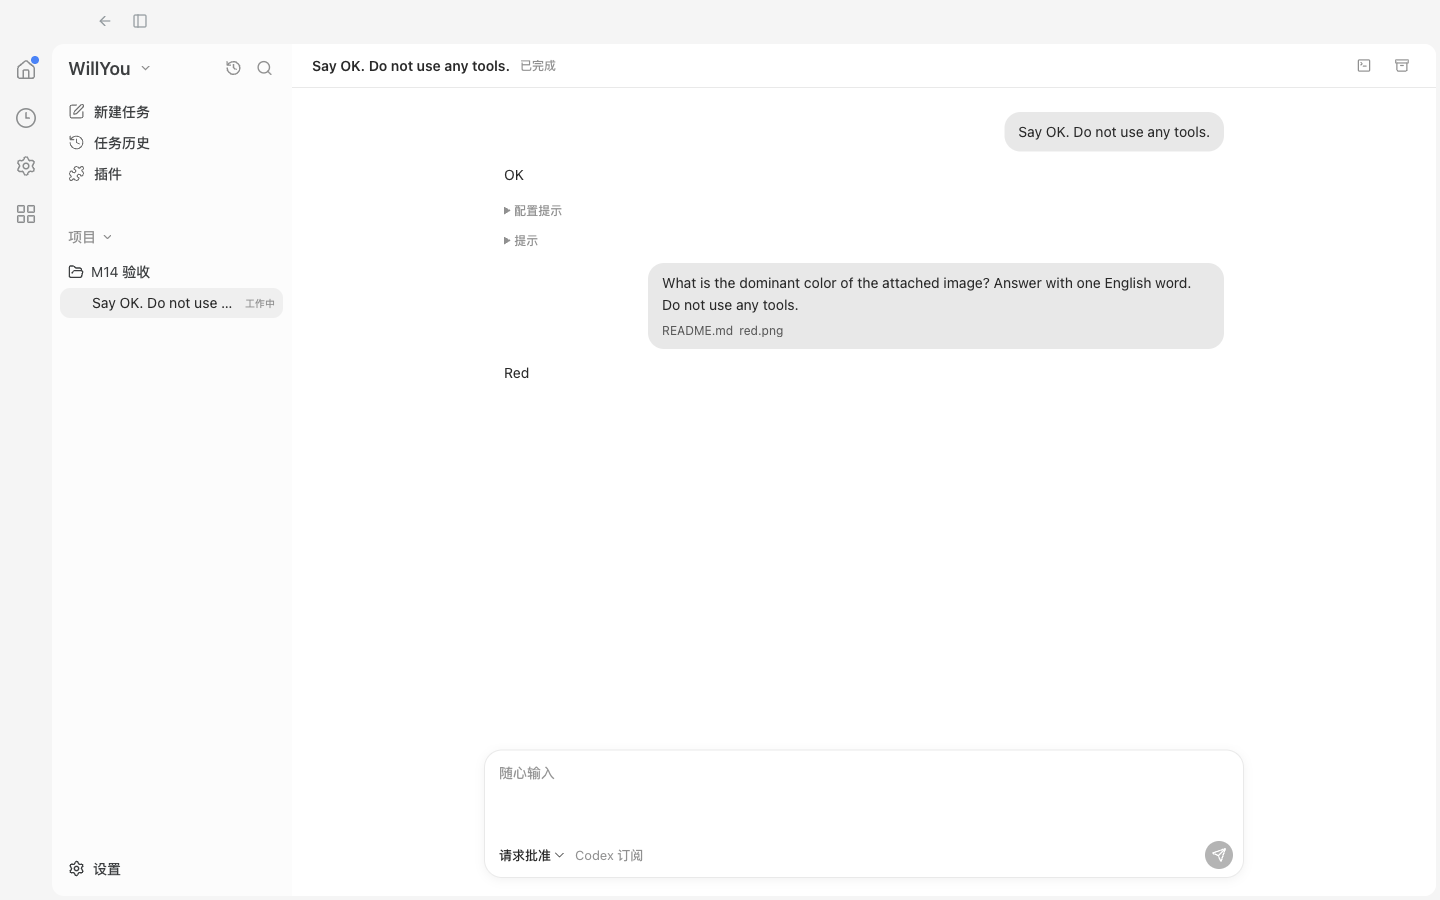 WillYou
新建任务
任务历史
插件
项目
M14 验收
Say OK. Do not use ... 工作中
设置
Say OK. Do not use any tools. 已完成
Say OK. Do not use any tools.
OK
配置提示
提示
What is the dominant color of the attached image? Answer with one English word.
Do not use any tools.
README.md red.png
Red
随心输入
请求批准 Codex 订阅